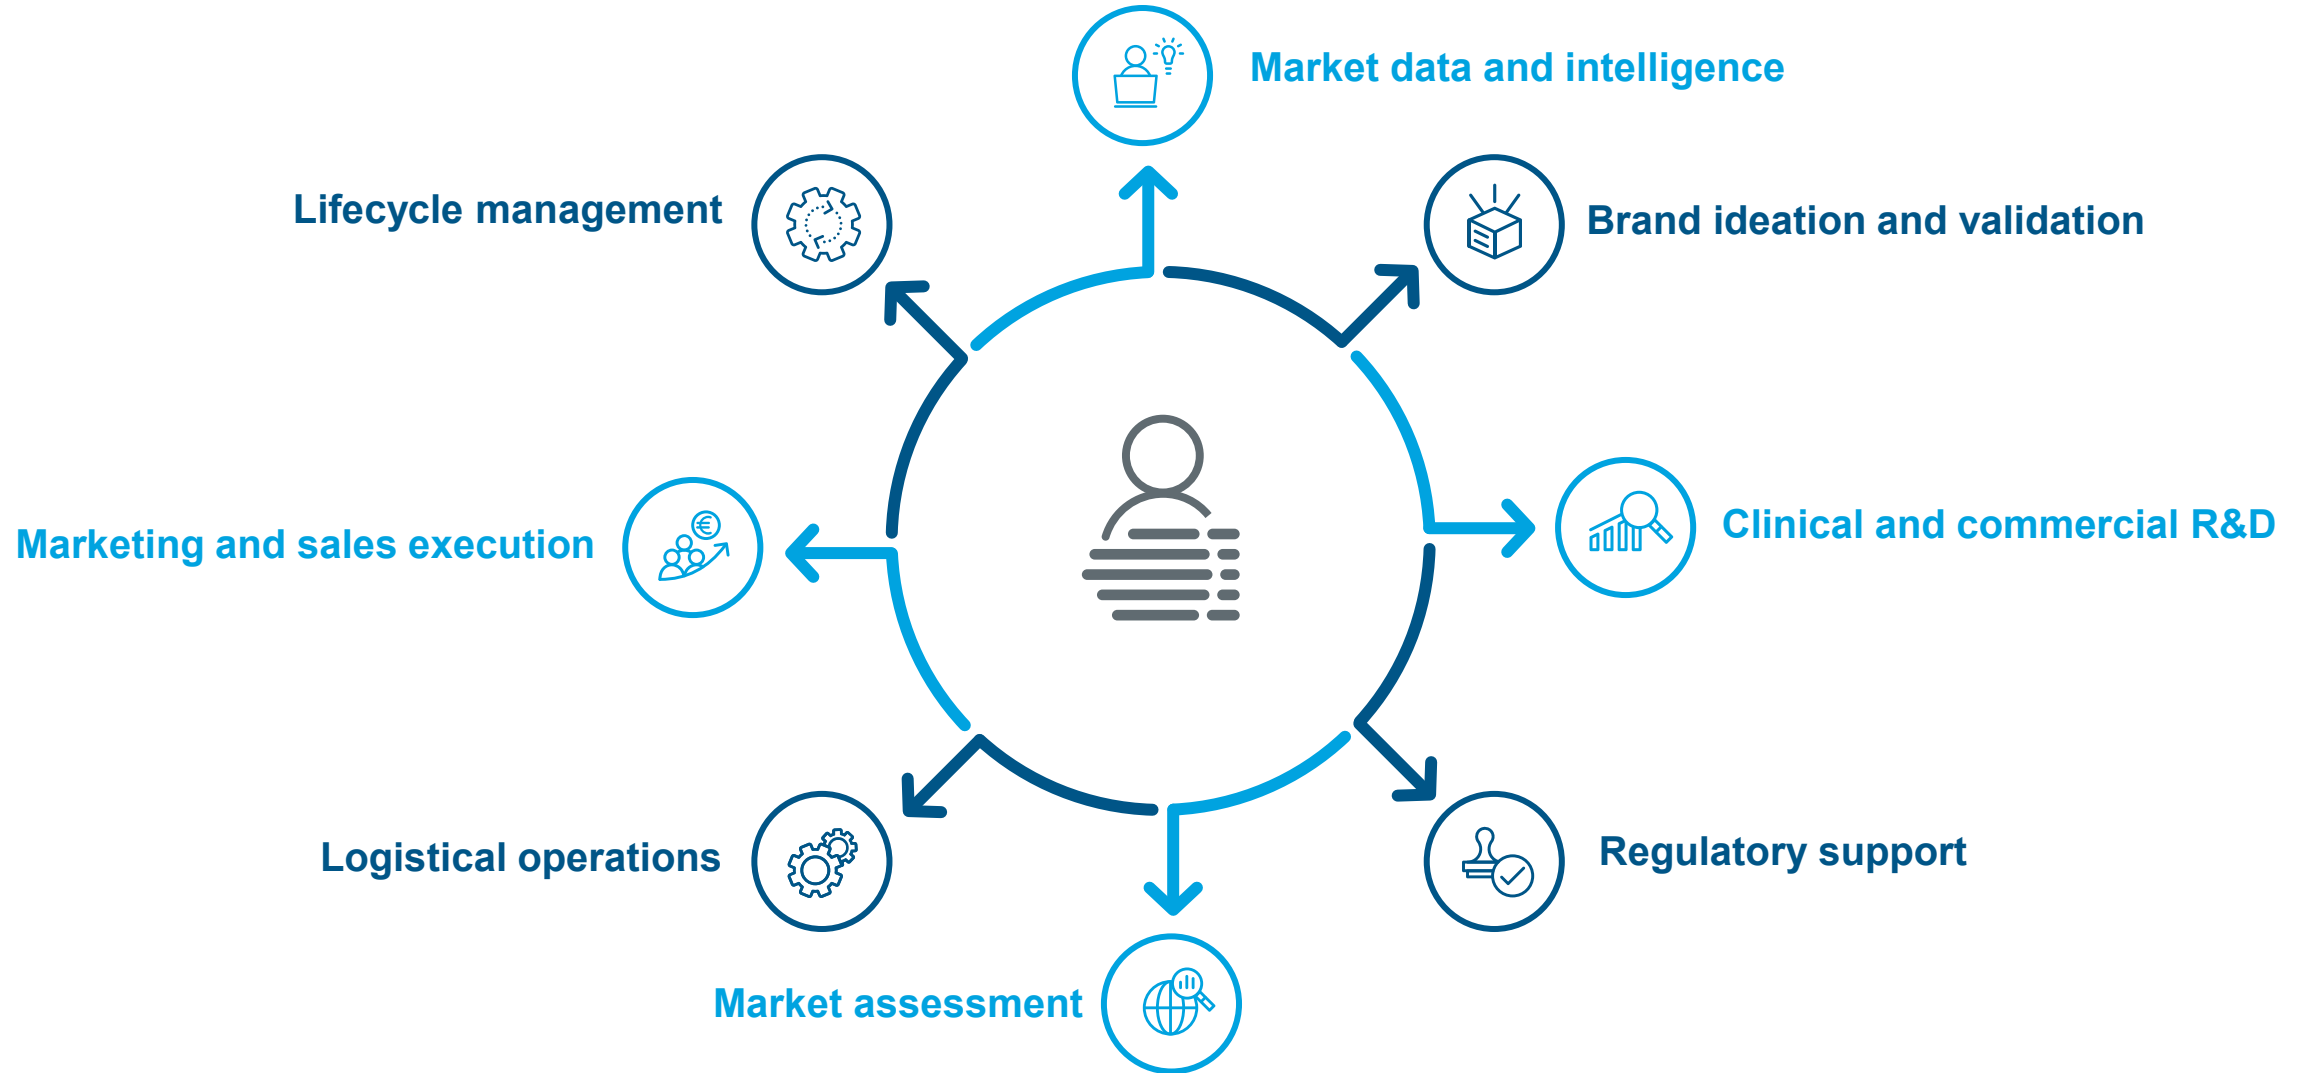 Market data and intelligence
Lifecycle management
Brand ideation and validation
Marketing and sales execution
Clinical and commercial R&D
Logistical operations
Regulatory support
Market assessment